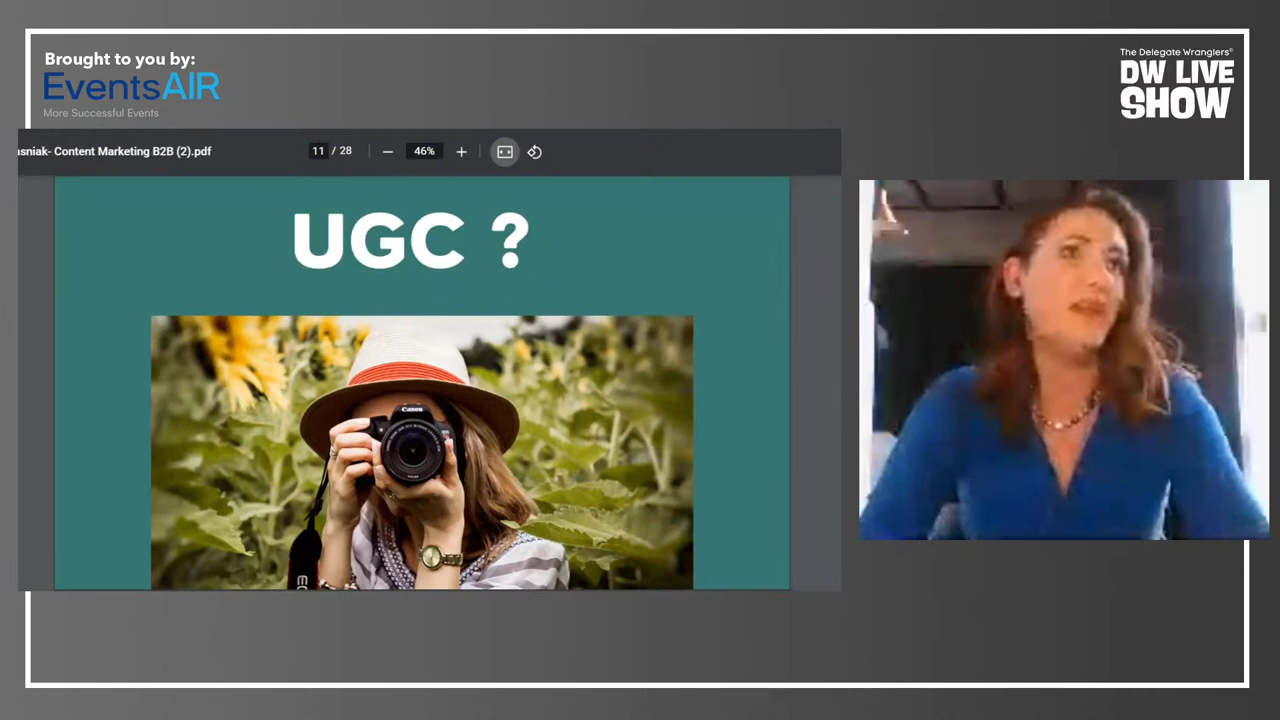 Brought to you by:
EventsAIR
More Successful Events
The Delegate Wranglers®
DW LIVE
SHOW
asniak- Content Marketing B2B (2).pdf
11 / 28
46%
UGC ?
Canon